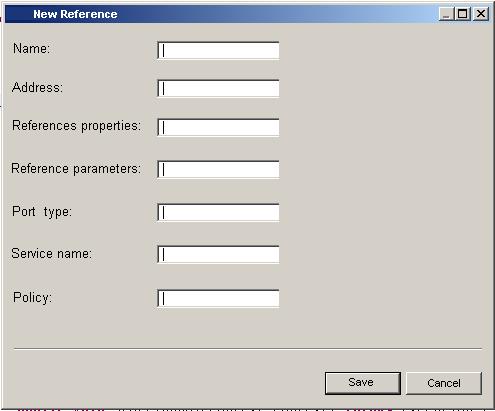 New Reference
Name:
Address:
References properties:
Reference parameters:
Port type:
Service name:
Policy:
Save Cancel